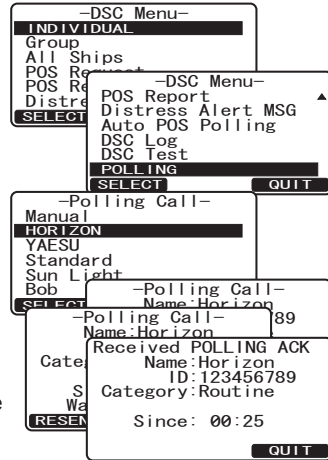 -DSC Menu-
INDIVIDUAL
Group
All Ships
POS
POS Re
Distre
SELECT
-DSC Menu-
POS Report
Distress Alert MSG
Auto POS Polling
DSC Log
DSC Test
POLLING
SELECT QUIT
-Polling Call-
Manual
HORIZON
YAESU
Standard
Sun Light
Bob
SELECT
-Polling Call-
Name:Horizon
789
-Polling Call-
Name:Horizon
Cate
S
Wa
RESEN
Received POLLING ACK
Name:Horizon
ID:123456789
Category:Routine
Since: 00:25
QUIT
e